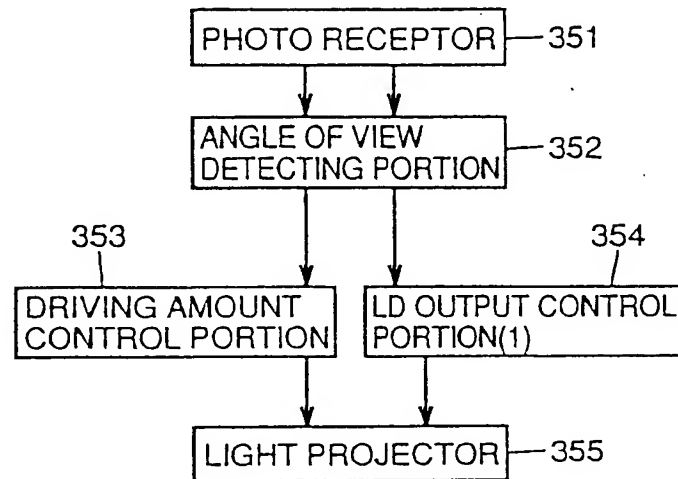 PHOTO RECEPTOR
351
ANGLE OF VIEW
DETECTING PORTION
352
353
354
DRIVING AMOUNT
CONTROL PORTION
LD OUTPUT CONTROL
PORTION(1)
LIGHT PROJECTOR
355